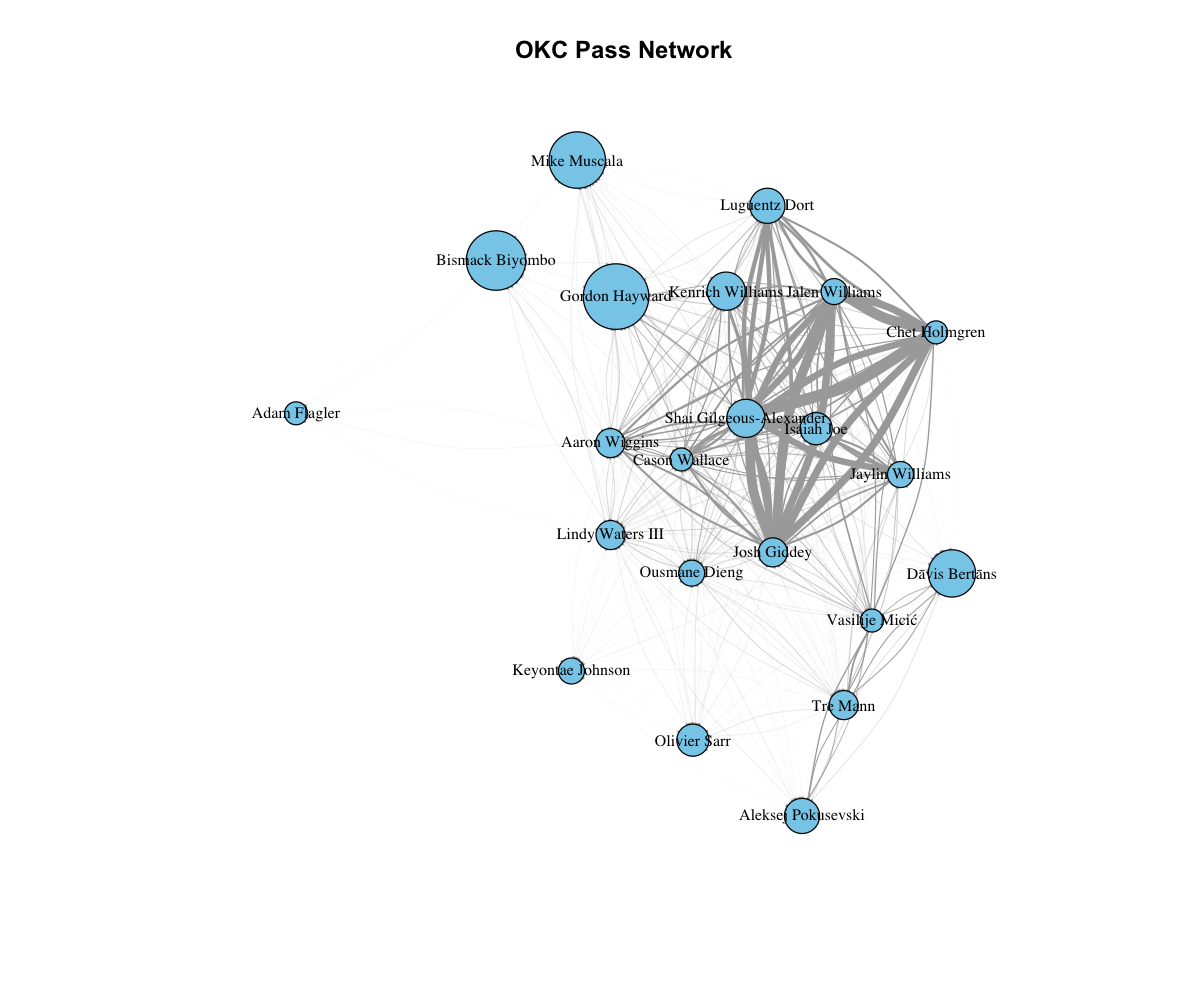 OKC Pass Network
Mike Muscala
Luguentz Dort
Bismack Biyombo
Gordon Hayward
Kenrich Williams
Jalen Williams
Chet Holmgren
Adam Flagler
Shai Gilgeous-Alexander
Isaiah Joe
Aaron Wiggins
Cason Wallace
Jaylin Williams
Lindy Waters III
Josh Giddey
Ousmane Dieng
Dāvis Bertāns
Vasilije Micić
Keyontae Johnson
Tre Mann
Olivier Sarr
Aleksej Pokusevski